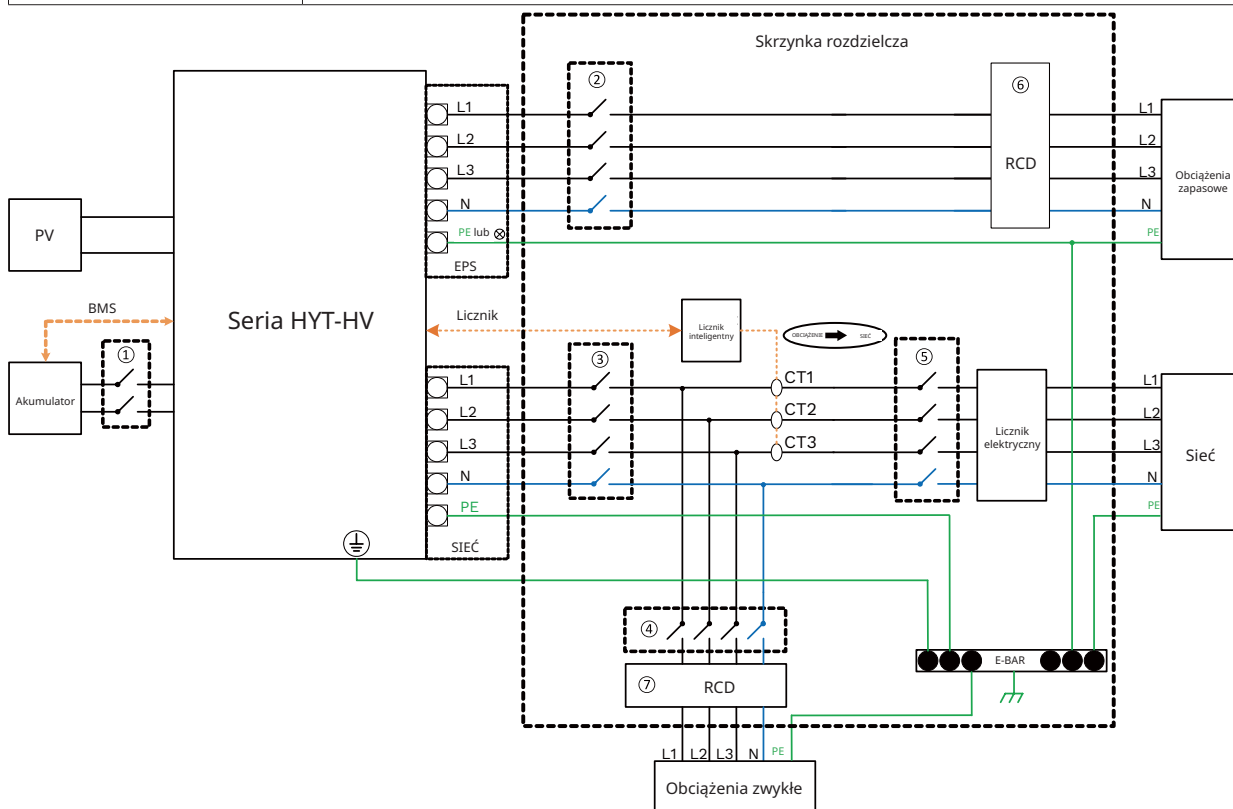 Skrzynka rozdzielcza
②
⑥
L1
L2
L3
N
PE lub ⊗
EPS
RCD
L1
L2
L3
N
PE
Obciążenia
zapasowe
PV
BMS
Seria HYT-HV
Akumulator
①
Licznik
Licznik
inteligentny
OBCIĄŻENIE
SIEĆ
③
⑤
L1
L2
L3
N
PE
SIEĆ
CT1
CT2
CT3
Licznik
elektryczny
L1
L2
L3
N
PE
Sieć
④
⑦
RCD
E-BAR
L1
L2
L3
N
PE
Obciążenia zwykłe